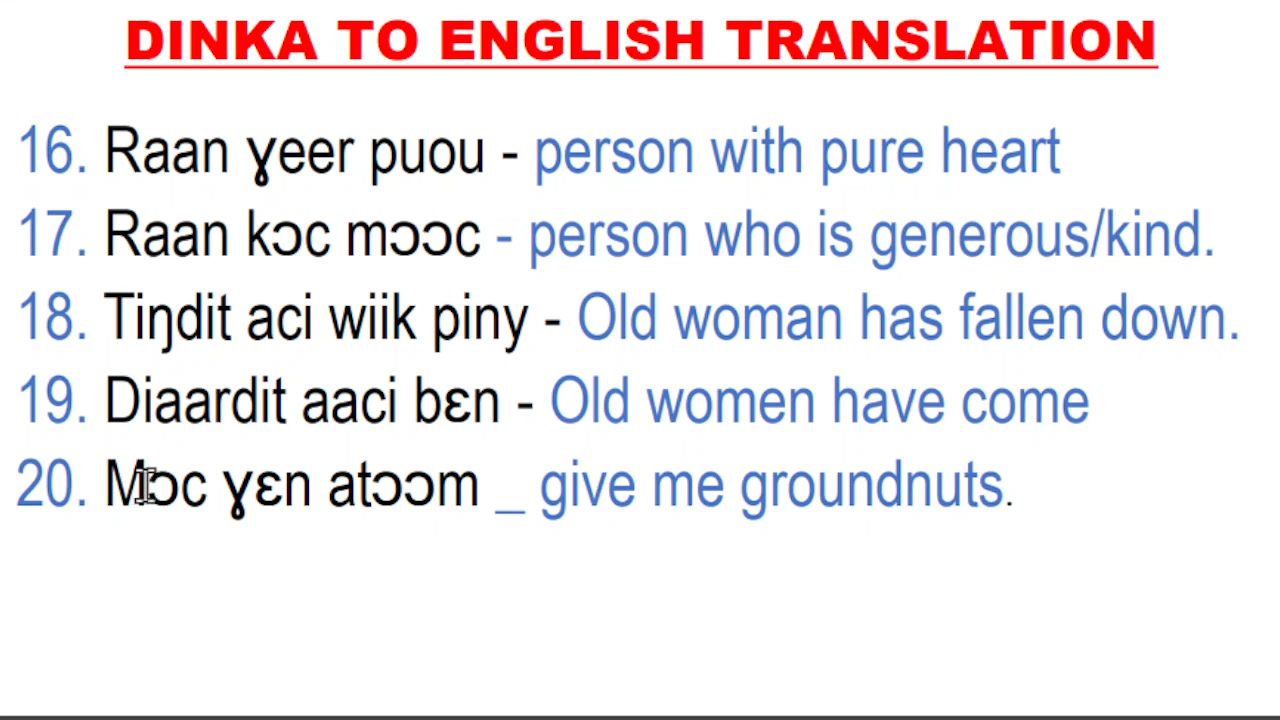 DINKA TO ENGLISH TRANSLATION
16. Raan ɣeer puou - person with pure heart
17. Raan kɔc mɔɔc - person who is generous/kind.
18. Tiŋdit aci wiik piny - Old woman has fallen down.
19. Diaardit aaci bɛn - Old women have come
20. Mɔc ɣɛn atɔɔm _ give me groundnuts.